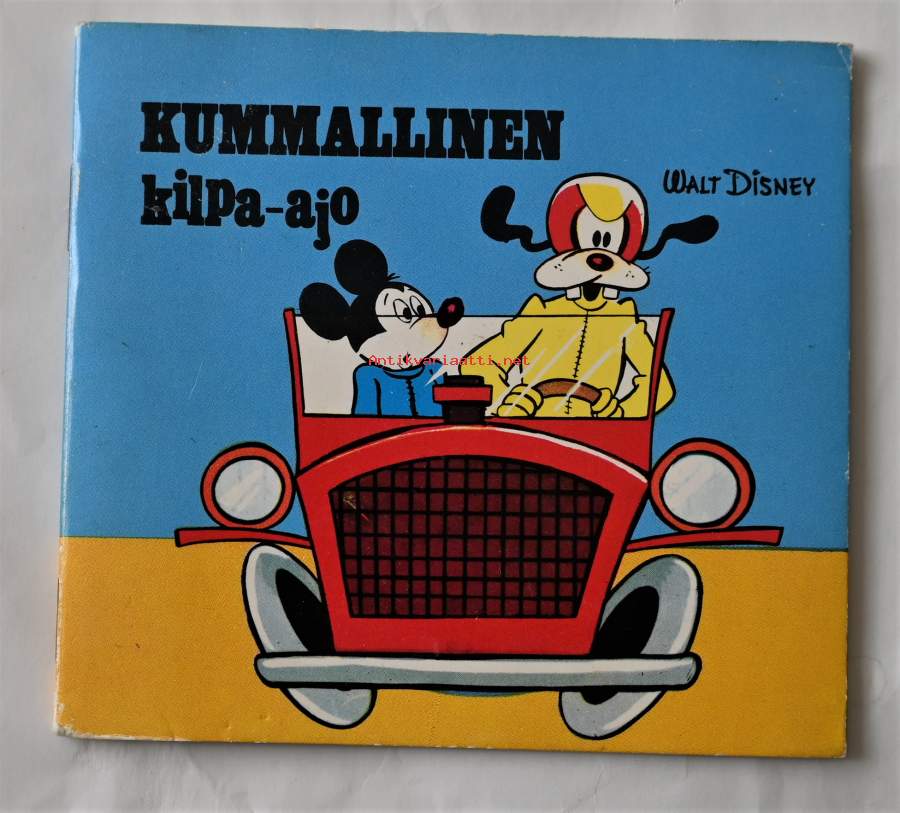 KUMMALLINEN
kilpa-ajo
WALT DISNEY
Antikvariaatti.net